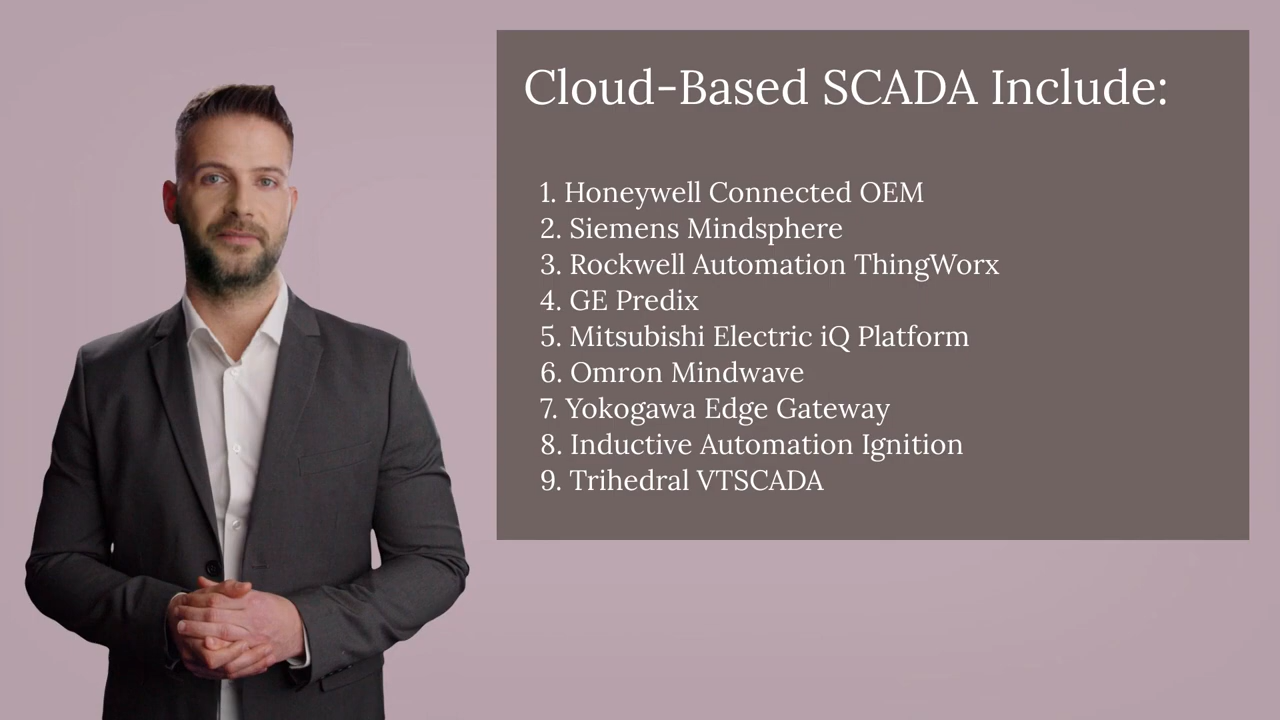 Cloud-Based SCADA Include:
1. Honeywell Connected OEM
2. Siemens Mindsphere
3. Rockwell Automation ThingWorx
4. GE Predix
5. Mitsubishi Electric iQ Platform
6. Omron Mindwave
7. Yokogawa Edge Gateway
8. Inductive Automation Ignition
9. Trihedral VTSCADA